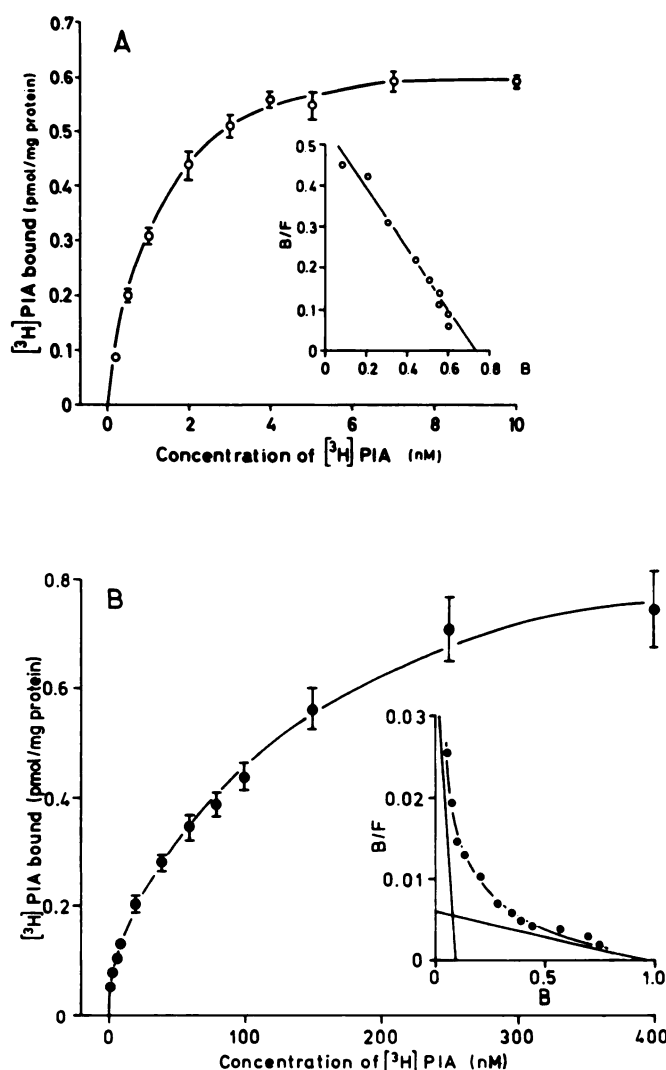 A
0.7
0.6
0.5
0.4
0.3
0.2
0.1
0
[³H]PIA bound (pmol/mg protein)
0 2 4 6 8 10
Concentration of [³H] PIA (nM)
0.5
0.4
0.3
0.2
0.1
0
B/F
0 0.2 0.4 0.6 0.8 B
B
0.8
0.6
0.4
0.2
0
[³H]PIA bound (pmol/mg protein)
0 100 200 300 400
Concentration of [³H] PIA (nM)
0.03
0.02
0.01
0
B/F
0 0.5 1.0
B